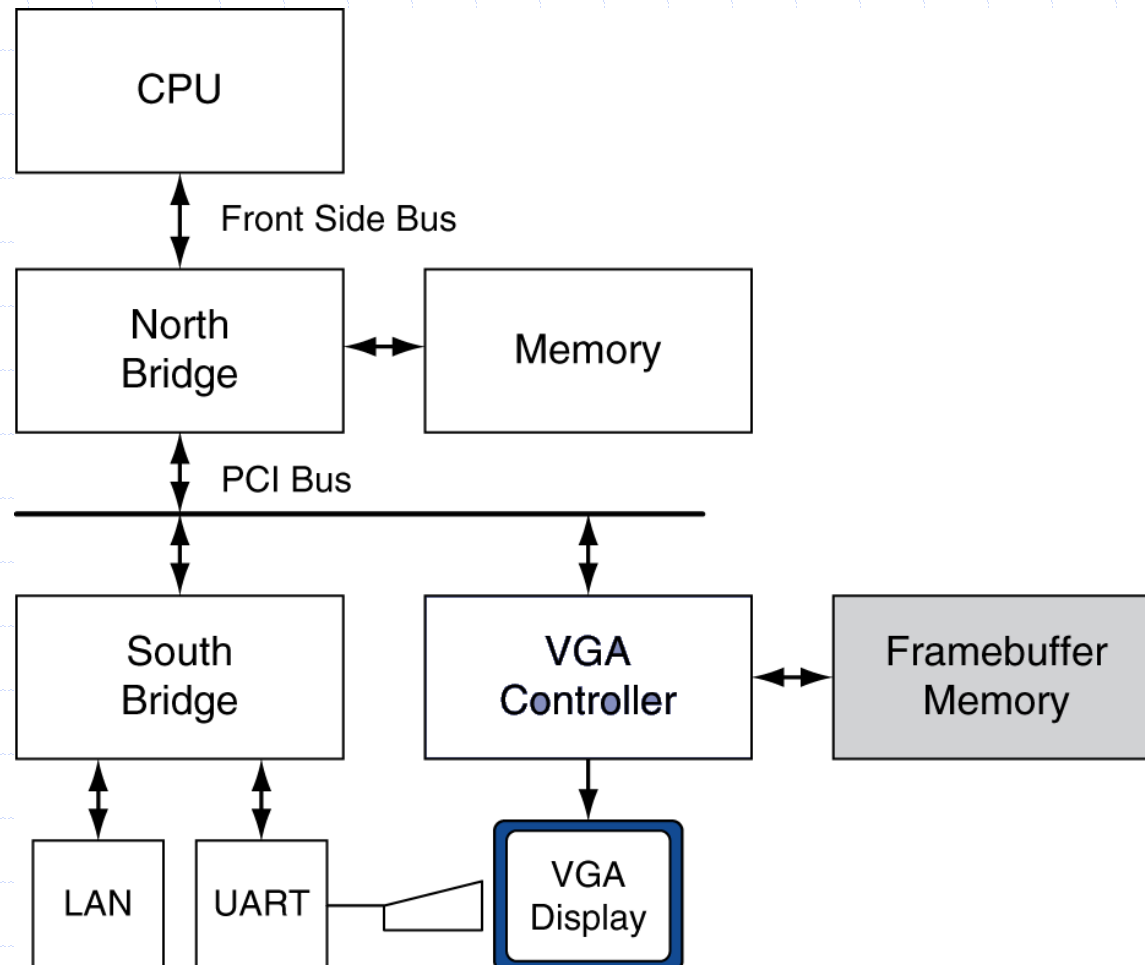 CPU
Front Side Bus
North
Bridge
Memory
PCI Bus
South
Bridge
VGA
Controller
Framebuffer
Memory
LAN
UART
VGA
Display